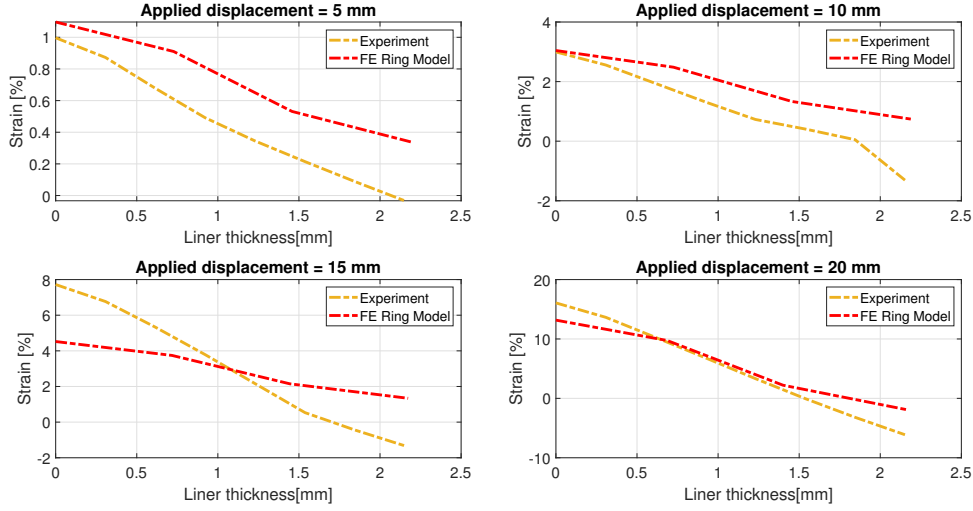 Applied displacement = 5 mm
Strain [%]
1
0.8
0.6
0.4
0.2
0
0
0.5
1
1.5
2
2.5
Liner thickness[mm]
Experiment
FE Ring Model
Applied displacement = 10 mm
Strain [%]
4
2
0
-2
0
0.5
1
1.5
2
2.5
Liner thickness[mm]
Experiment
FE Ring Model
Applied displacement = 15 mm
Strain [%]
8
6
4
2
0
-2
0
0.5
1
1.5
2
2.5
Liner thickness[mm]
Experiment
FE Ring Model
Applied displacement = 20 mm
Strain [%]
20
10
0
-10
0
0.5
1
1.5
2
2.5
Liner thickness[mm]
Experiment
FE Ring Model